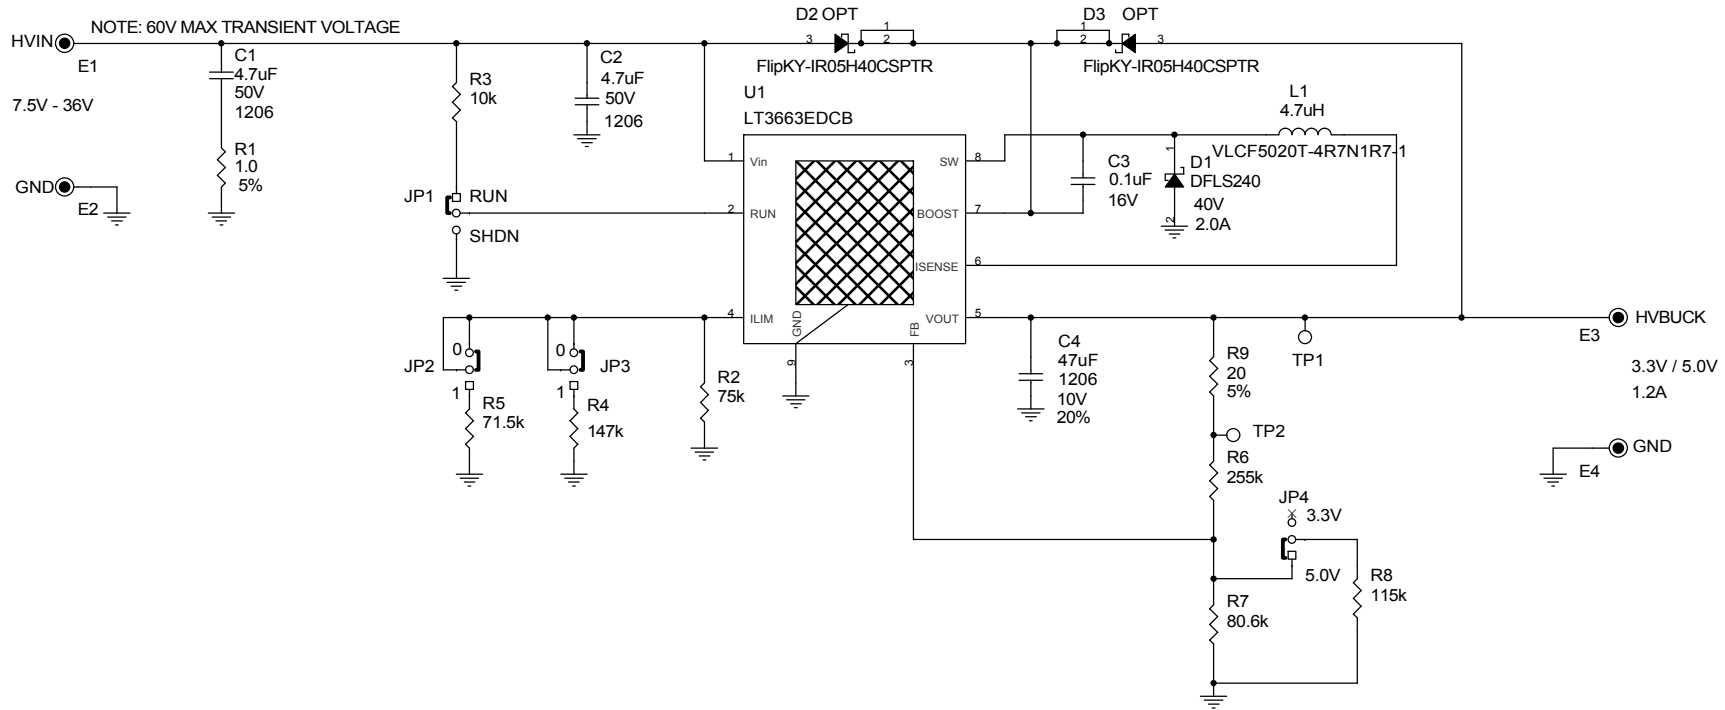 NOTE: 60V MAX TRANSIENT VOLTAGE
HVIN
E1
7.5V - 36V
GND
E2
C1
4.7uF
50V
1206
R1
1.0
5%
R3
10k
C2
4.7uF
50V
1206
JP1
RUN
SHDN
D2 OPT
3
1
2
FlipKY-IR05H40CSPTR
D3 OPT
1
2
3
FlipKY-IR05H40CSPTR
U1
LT3663EDCB
1
Vin
2
RUN
4
ILIM
GND
9
FB
3
SW
8
BOOST
7
ISENSE
6
VOUT
5
L1
4.7uH
VLCF5020T-4R7N1R7-1
C3
0.1uF
16V
1
D1
DFLS240
40V
2.0A
2
JP2
0
1
R5
71.5k
0
JP3
1
R4
147k
R2
75k
C4
47uF
1206
10V
20%
R9
20
5%
TP1
TP2
R6
255k
JP4
3.3V
5.0V
R8
115k
R7
80.6k
HVBUCK
E3
3.3V / 5.0V
1.2A
GND
E4